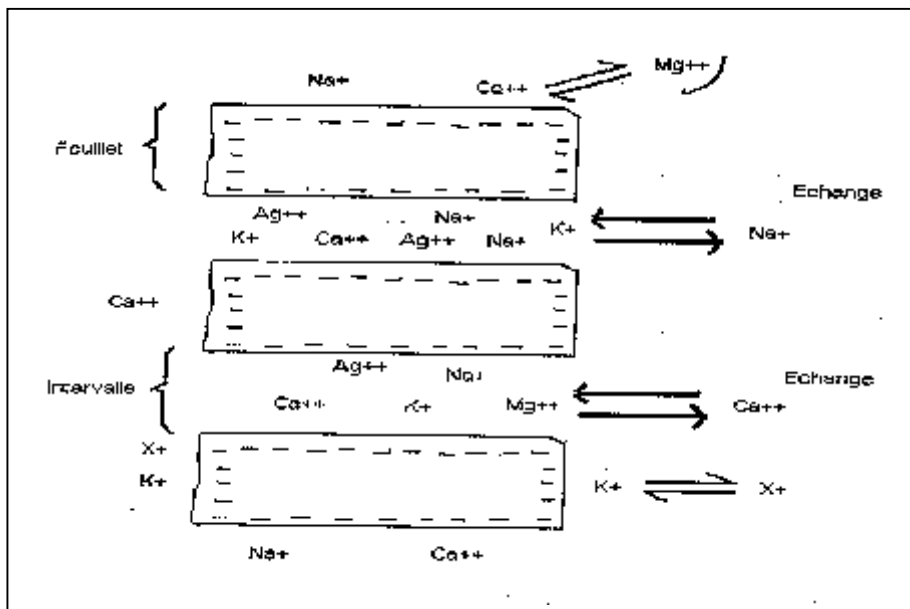 Na+ Ca++ Mg++
Feuillet
Echange
Ag++ Na+
K+ Ca++ Ag++ Na+ K+ Na+
Ca++
Ag++ Na+
Intervalle
Echange
Ca++ K+ Mg++ Ca++
X+
K+ K+ X+
Na+ Ca++